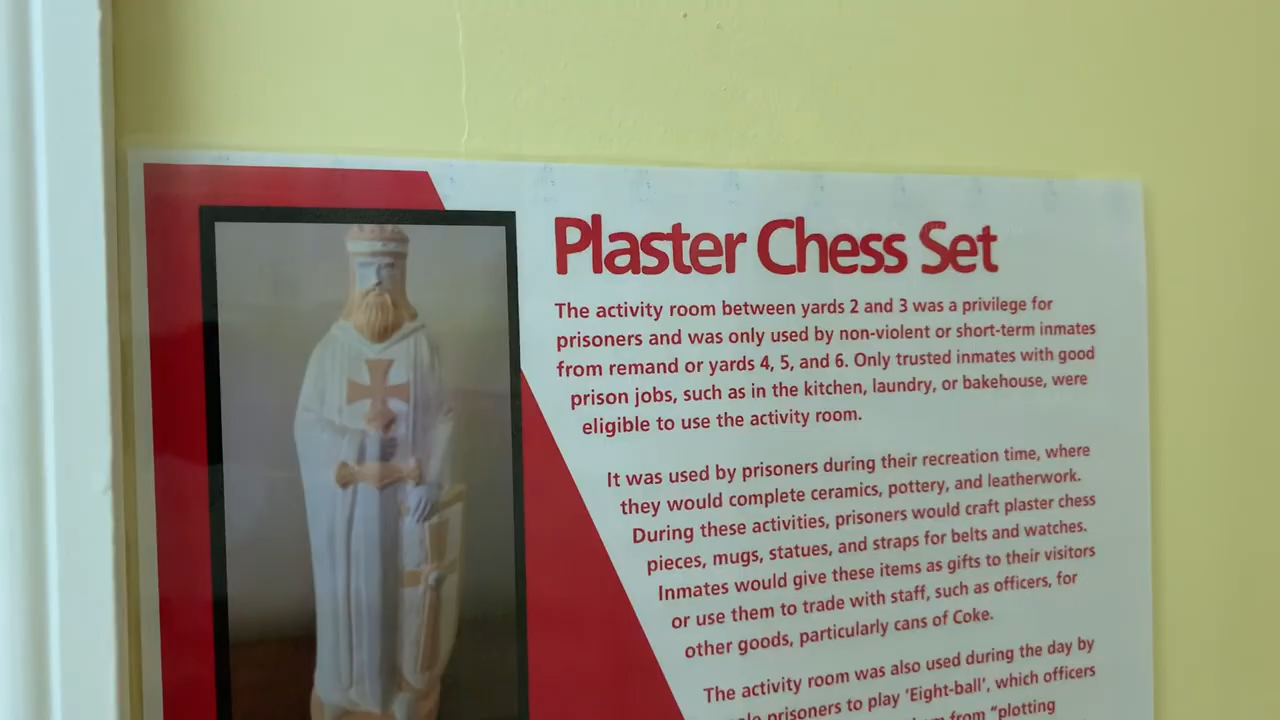 Plaster Chess Set
The activity room between yards 2 and 3 was a privilege for
prisoners and was only used by non-violent or short-term inmates
from remand or yards 4, 5, and 6. Only trusted inmates with good
prison jobs, such as in the kitchen, laundry, or bakehouse, were
eligible to use the activity room.
It was used by prisoners during their recreation time, where
they would complete ceramics, pottery, and leatherwork.
During these activities, prisoners would craft plaster chess
pieces, mugs, statues, and straps for belts and watches.
Inmates would give these items as gifts to their visitors
or use them to trade with staff, such as officers, for
other goods, particularly cans of Coke.
The activity room was also used during the day by
prisoners to play ‘Eight-ball’, which officers
from “plotting